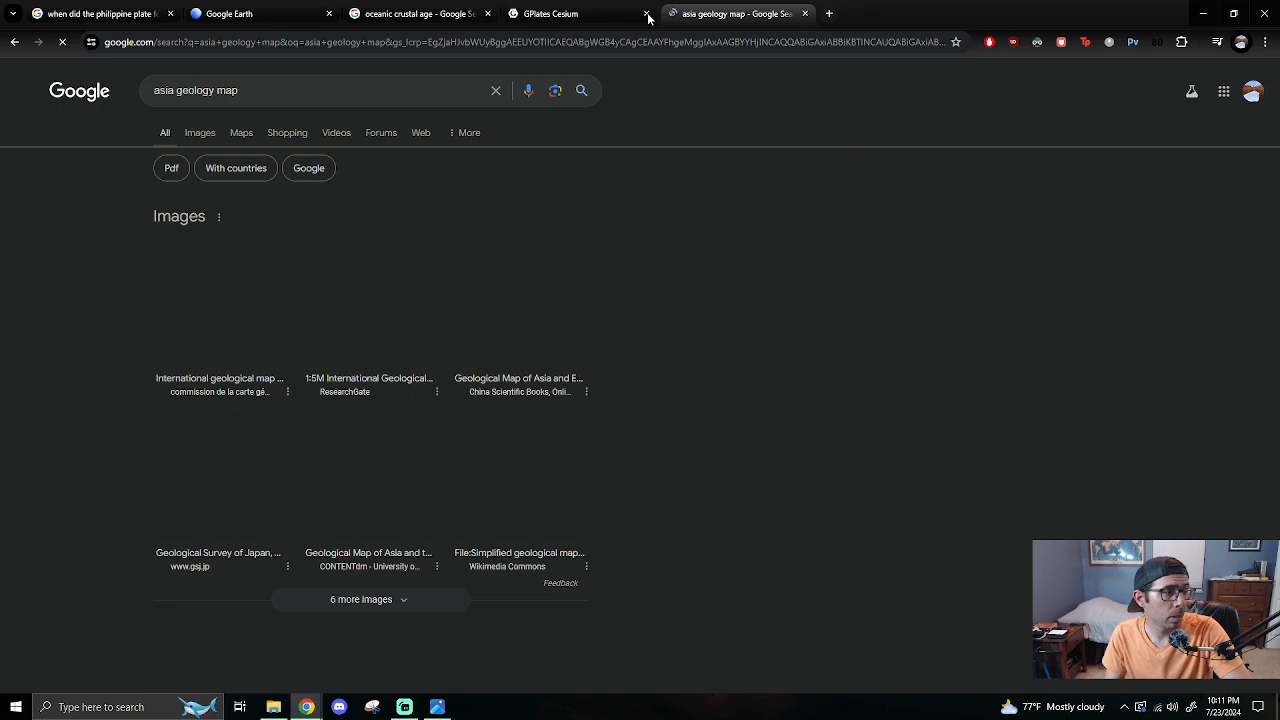 when did the philippine plate fo
Google Earth
oceanic crustal age - Google Se
GPlates Cesium
asia geology map - Google Sea
google.com/search?q=asia+geology+map&oq=asia+geology+map&gs_lcrp=EgZjaHJvbWUyBggAEEUYOTIICAEQABgWGB4yCAgCEAAYFhgeMggIAxAAGBYYHjINCAQQABiGAxiABBiKBTINCAUQABiGAxiABBiKBTINCAUQABiGAxiAB...
Google
asia geology map
All
Images
Maps
Shopping
Videos
Forums
Web
More
Pdf
With countries
Google
Images
International geological map ...
commission de la carte gé...
1:5M International Geological...
ResearchGate
Geological Map of Asia and E...
China Scientific Books, Onli...
Geological Survey of Japan, ...
www.gsj.jp
Geological Map of Asia and t...
CONTENTdm - University o...
File:Simplified geological map...
Wikimedia Commons
Feedback
6 more images
Type here to search
77°F Mostly cloudy
10:11 PM
7/23/2024